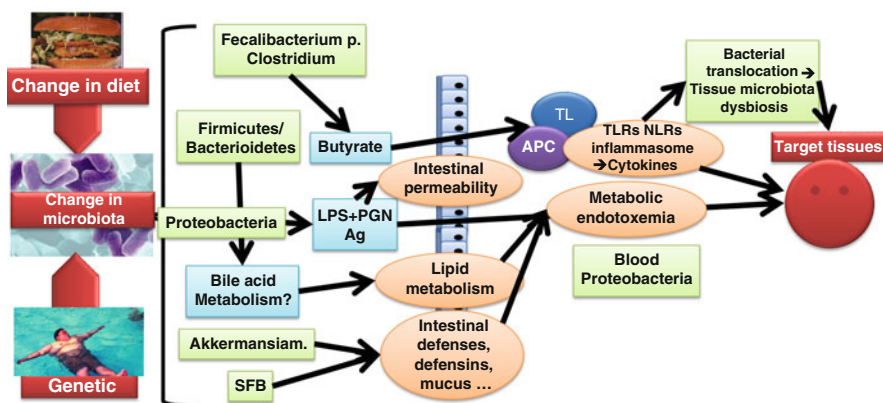 Change in diet
Change in
microbiota
Genetic
Fecalibacterium p.
Clostridium
Firmicutes/
Bacterioidetes
Butyrate
Proteobacteria
LPS+PGN
Ag
Bile acid
Metabolism?
Akkermansiam.
SFB
Intestinal
permeability
Lipid
metabolism
Intestinal
defenses,
defensins,
mucus ...
TL
APC
TLRs NLRs
inflammasome
➔Cytokines
Metabolic
endotoxemia
Blood
Proteobacteria
Bacterial
translocation ➔
Tissue microbiota
dysbiosis
Target tissues